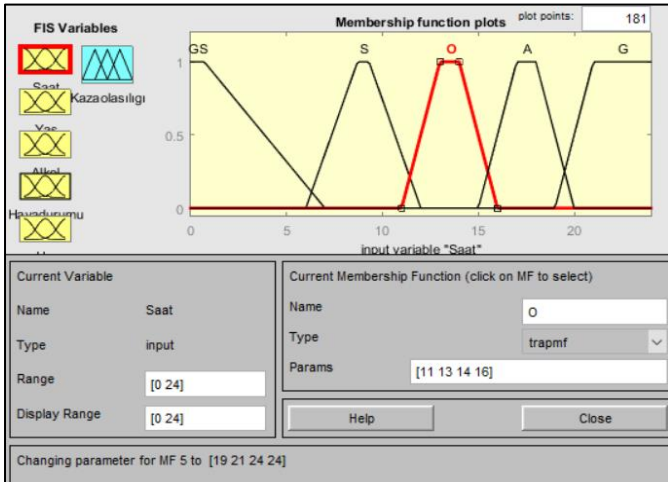 FIS Variables
Membership function plots
plot points:
181
Saat
Kazaolasılıgı
Yas
Alkol
Havadurumu
GS
S
O
A
G
1
0.5
0
0
5
10
15
20
input variable "Saat"
Current Variable
Name
Saat
Type
input
Range
[0 24]
Display Range
[0 24]
Current Membership Function (click on MF to select)
Name
O
Type
trapmf
Params
[11 13 14 16]
Help
Close
Changing parameter for MF 5 to [19 21 24 24]